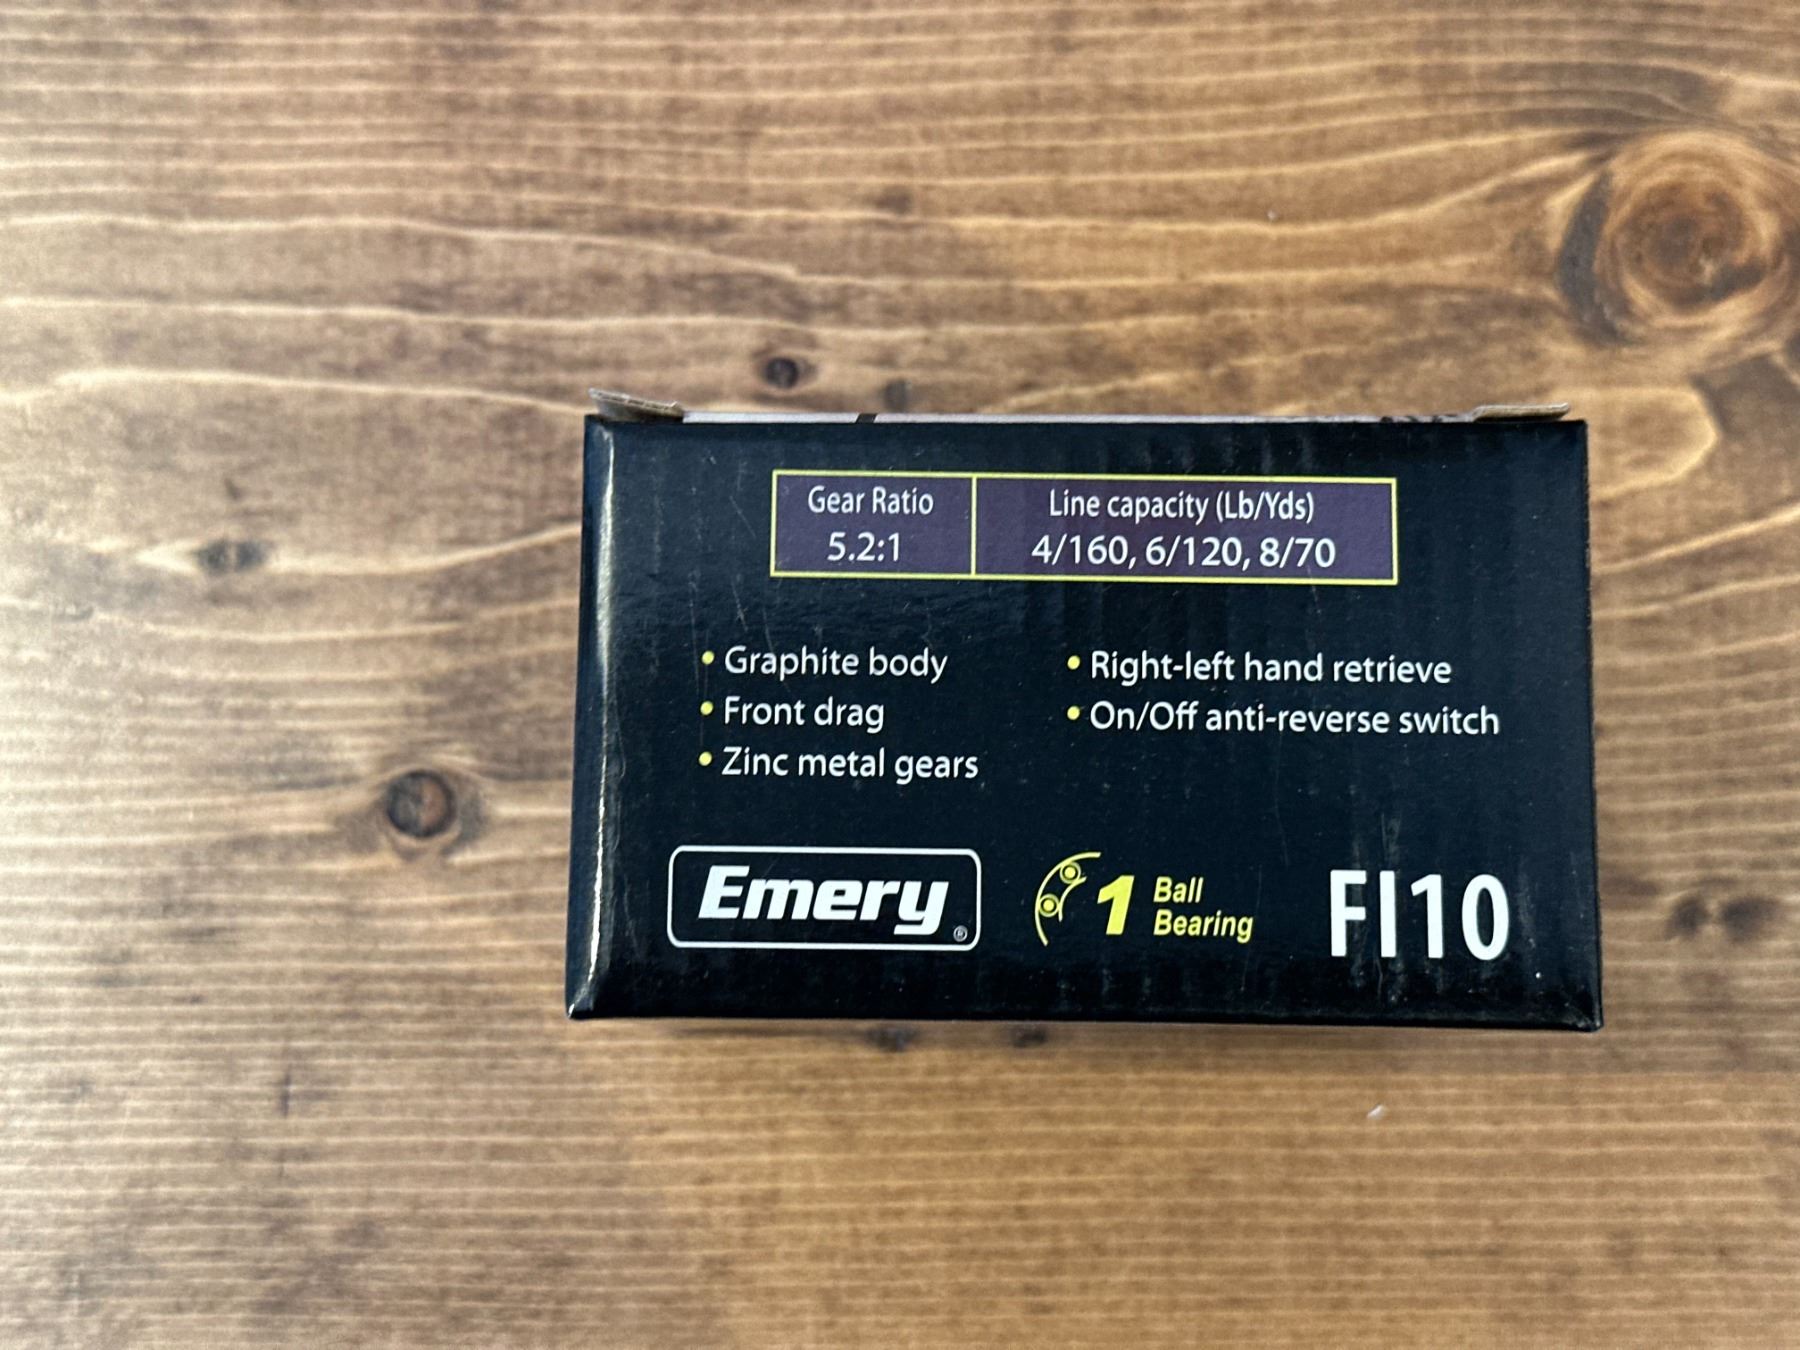 Gear Ratio
5.2:1
Line capacity (Lb/Yds)
4/160, 6/120, 8/70
• Graphite body
• Front drag
• Zinc metal gears
• Right-left hand retrieve
• On/Off anti-reverse switch
Emery®
1 Ball
Bearing
FI10